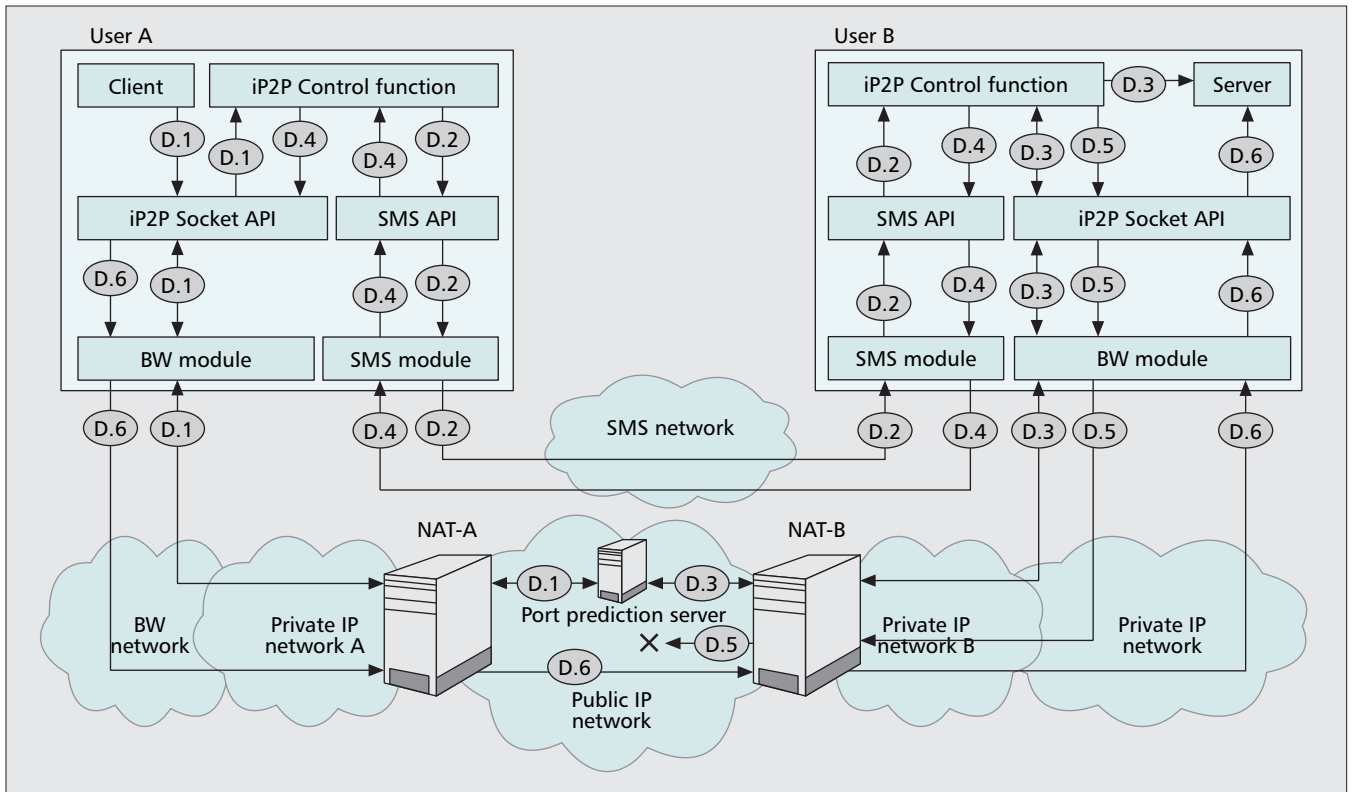 User A
User B
Client
iP2P Control function
iP2P Control function
D.3
Server
D.1
D.1
D.4
D.4
D.2
D.2
D.4
D.3
D.5
D.6
iP2P Socket API
SMS API
SMS API
iP2P Socket API
D.6
D.1
D.4
D.2
D.2
D.4
D.3
D.5
D.6
BW module
SMS module
SMS module
BW module
D.6
D.1
D.4
D.2
SMS network
D.2
D.4
D.3
D.5
D.6
NAT-A
NAT-B
D.1
D.3
Port prediction server
BW
network
Private IP
network A
D.5
Private IP
network B
Private IP
network
D.6
Public IP
network